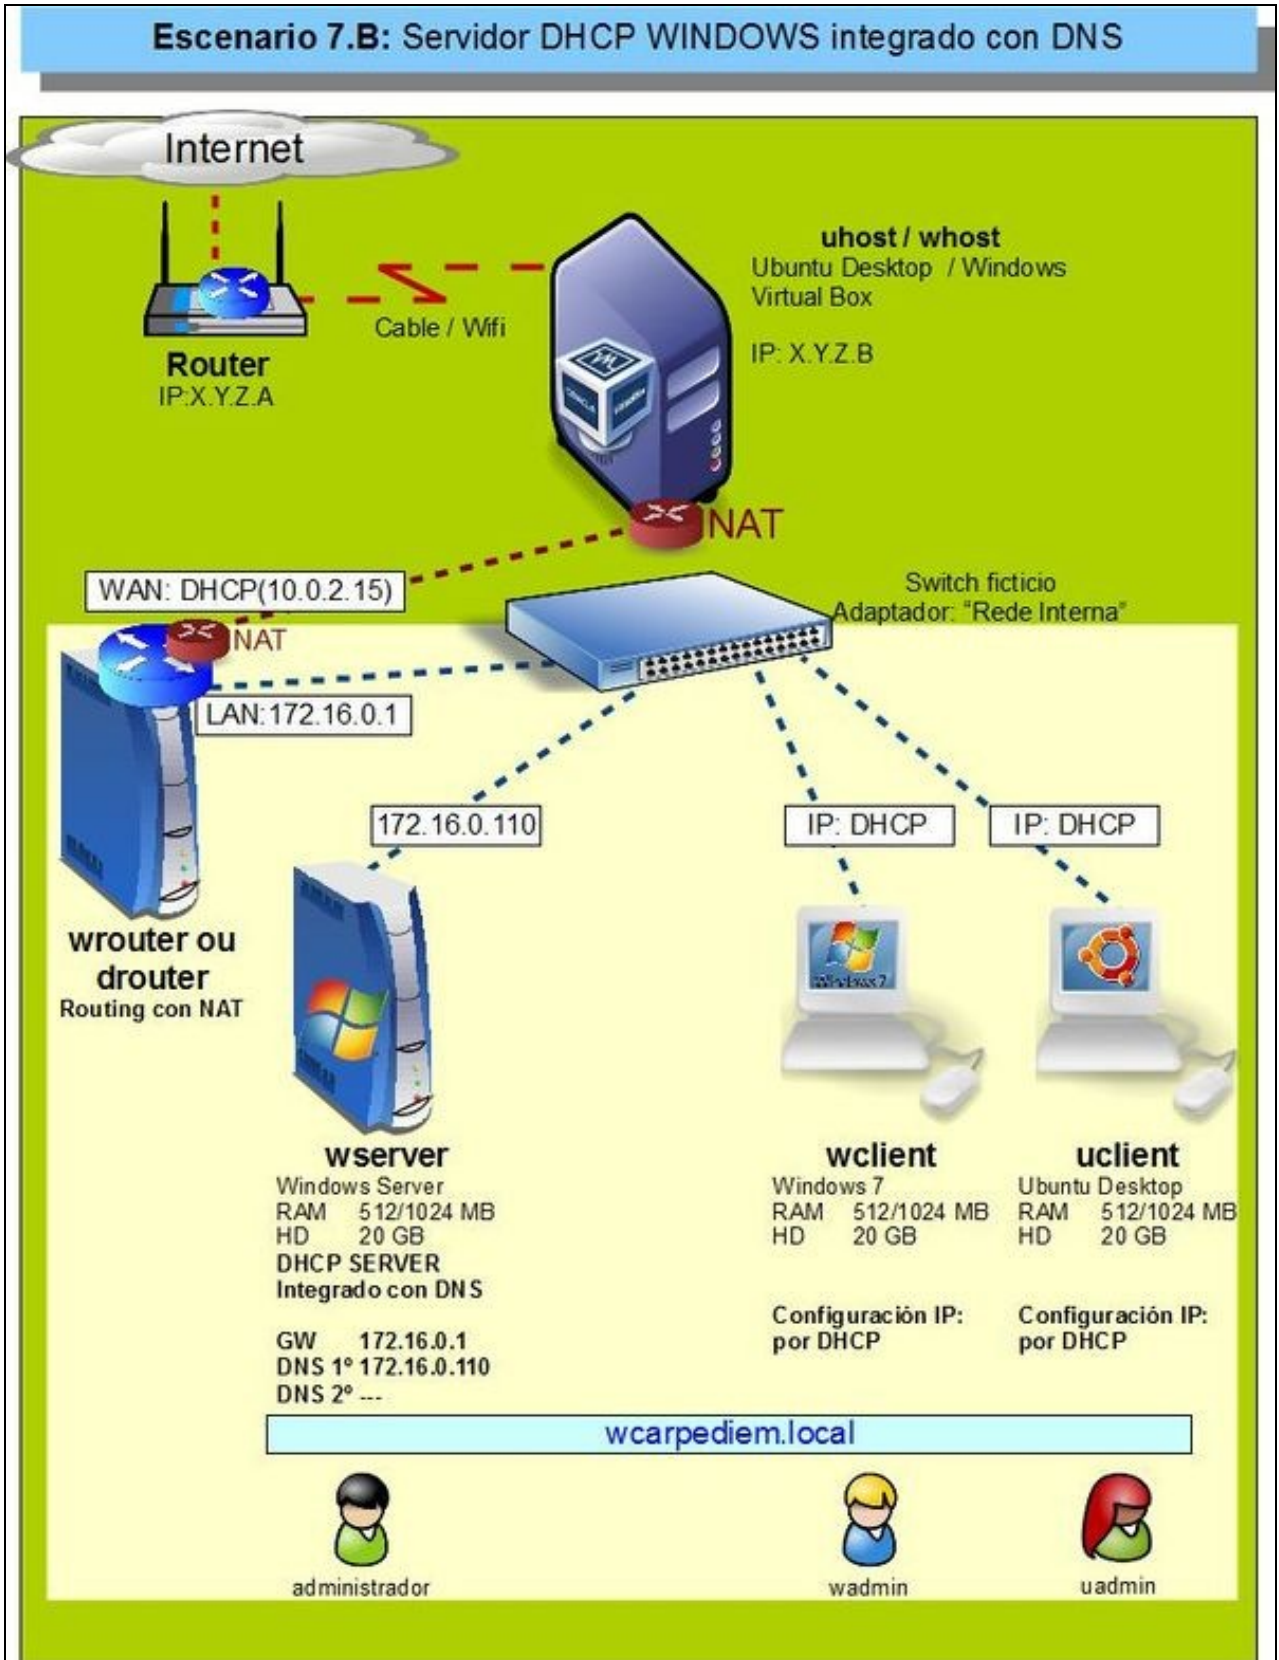 Escenario 7.B: Servidor DHCP WINDOWS integrado con DNS
Internet
uhost / whost
Ubuntu Desktop / Windows
Virtual Box
IP: X.Y.Z.B
Cable / Wifi
Router
IP:X.Y.Z.A
NAT
WAN: DHCP(10.0.2.15)
Switch ficticio
Adaptador: "Rede Interna"
NAT
LAN:172.16.0.1
172.16.0.110
IP: DHCP
IP: DHCP
wrouter ou
drouter
Routing con NAT
Windows 7
wserver
Windows Server
RAM 512/1024 MB
HD 20 GB
DHCP SERVER
Integrado con DNS
GW 172.16.0.1
DNS 1º 172.16.0.110
DNS 2º ---
wclient
Windows 7
RAM 512/1024 MB
HD 20 GB
Configuración IP:
por DHCP
uclient
Ubuntu Desktop
RAM 512/1024 MB
HD 20 GB
Configuración IP:
por DHCP
wcarpediem.local
administrador
wadmin
uadmin